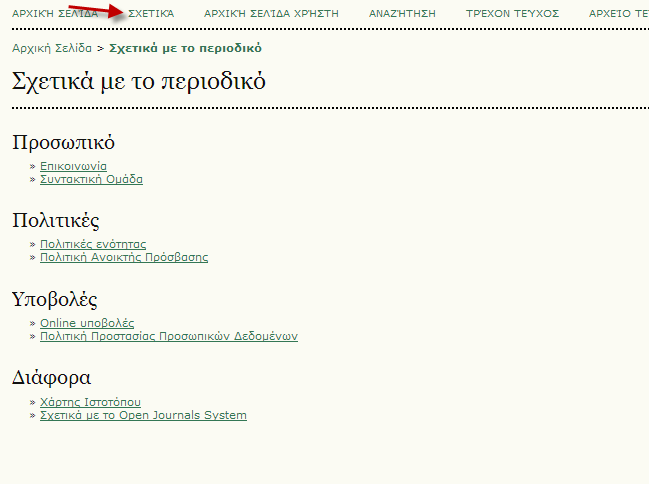 ΑΡΧΙΚΉ ΣΕΛΊΔΑ ΣΧΕΤΙΚΆ ΑΡΧΙΚΉ ΣΕΛΊΔΑ ΧΡΉΣΤΗ ΑΝΑΖΉΤΗΣΗ ΤΡΈΧΟΝ ΤΕΎΧΟΣ ΑΡΧΕΊΟ ΤΕ
Αρχική Σελίδα > Σχετικά με το περιοδικό
Σχετικά με το περιοδικό
Προσωπικό
» Επικοινωνία
» Συντακτική Ομάδα
Πολιτικές
» Πολιτικές ενότητας
» Πολιτική Ανοικτής Πρόσβασης
Υποβολές
» Online υποβολές
» Πολιτική Προστασίας Προσωπικών Δεδομένων
Διάφορα
» Χάρτης Ιστοτόπου
» Σχετικά με το Open Journals System